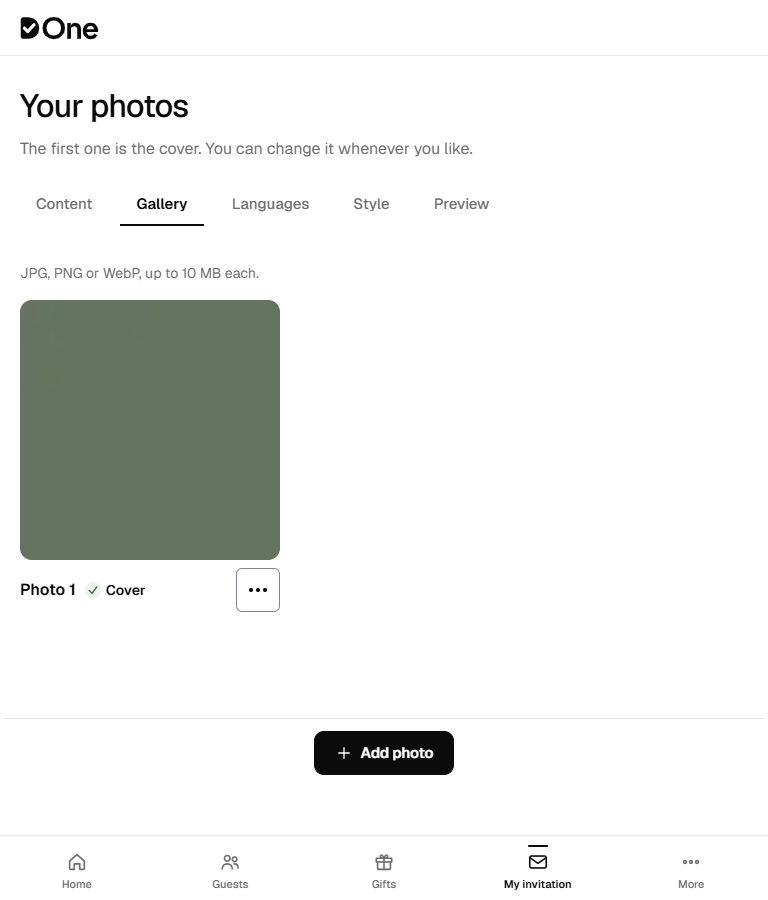 One
Your photos
The first one is the cover. You can change it whenever you like.
Content Gallery Languages Style Preview
JPG, PNG or WebP, up to 10 MB each.
Photo 1 Cover
Add photo
Home Guests Gifts My invitation More